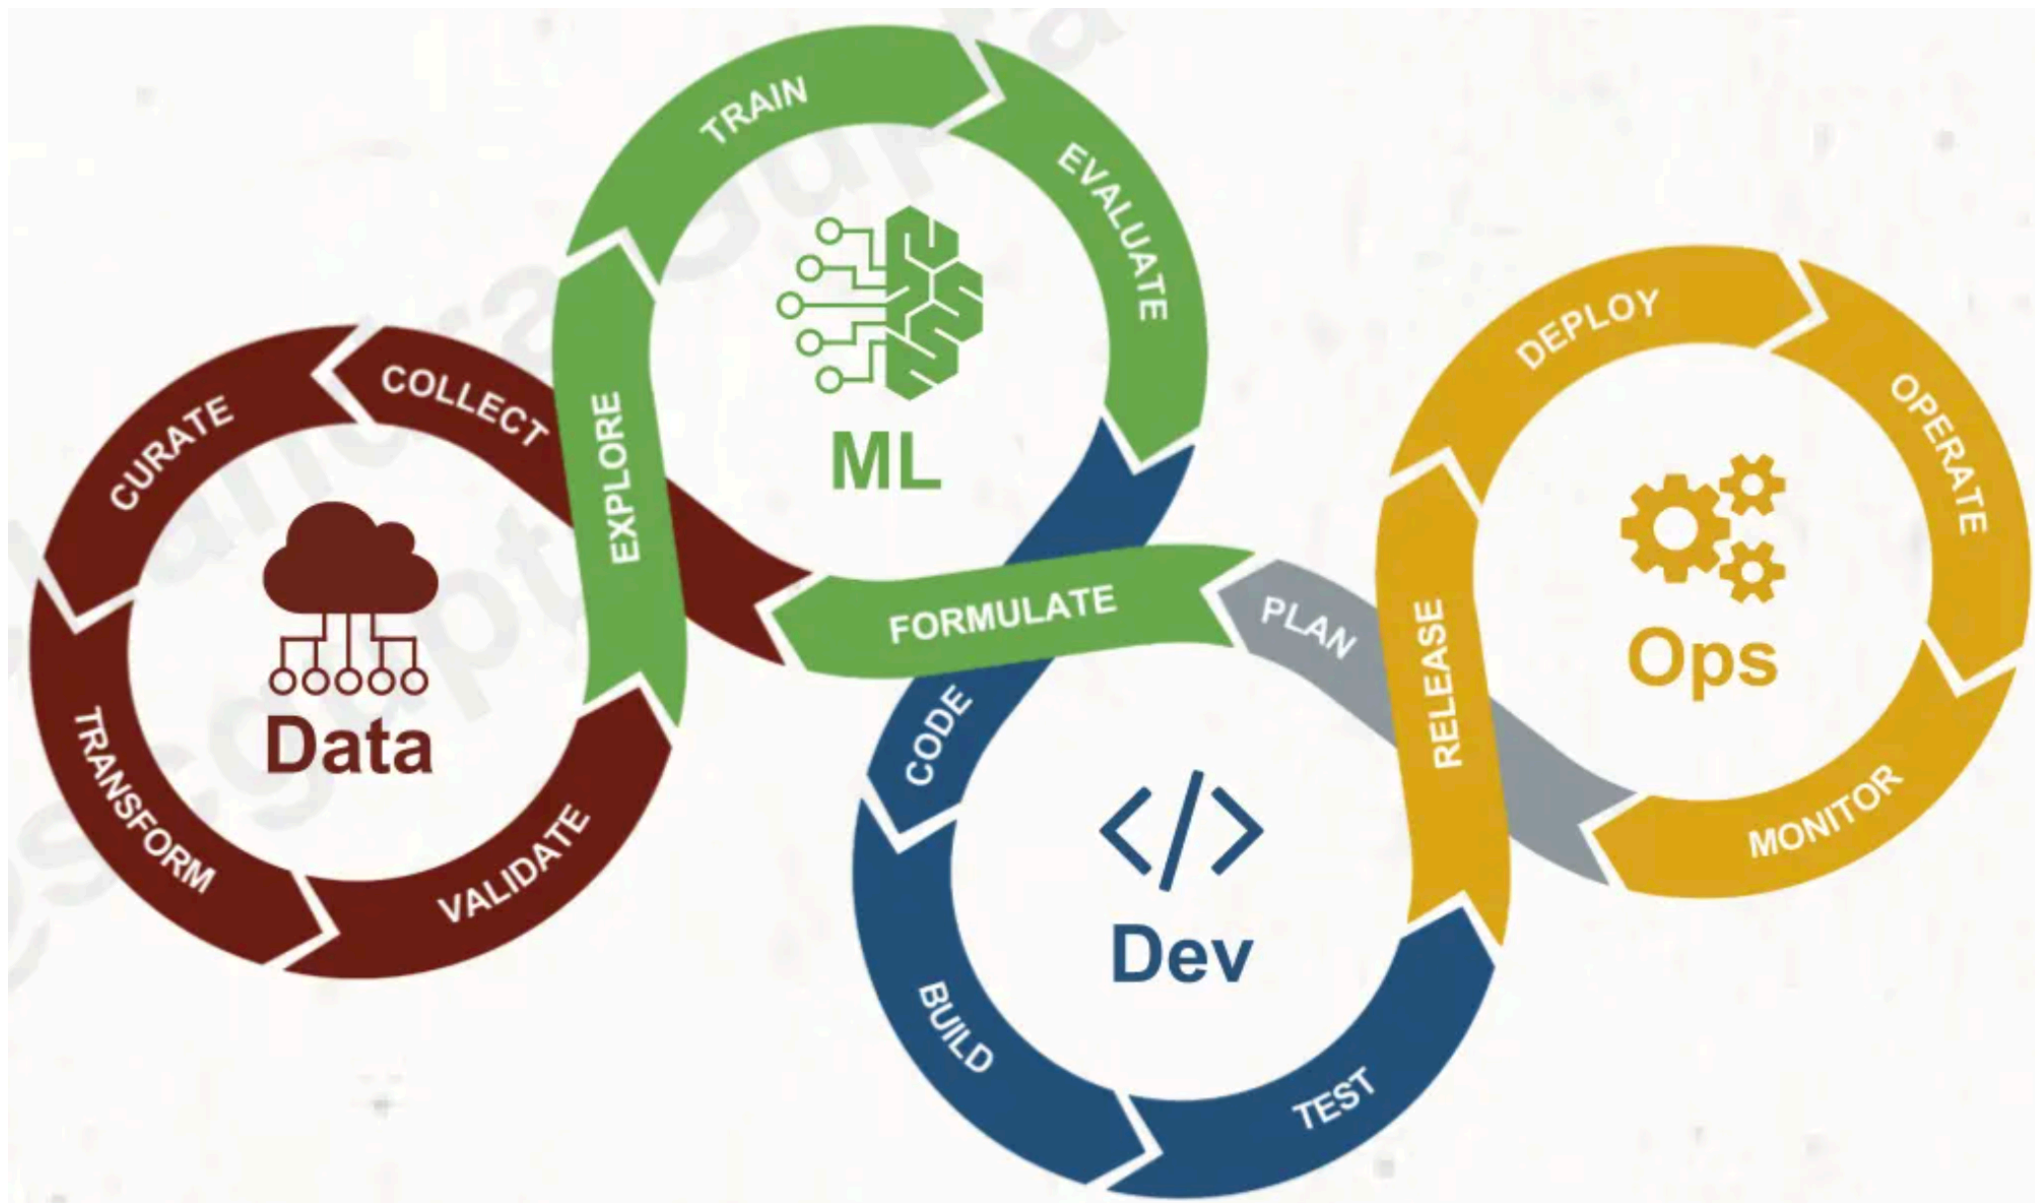 TRAIN
EVALUATE
EXPLORE
ML
FORMULATE
COLLECT
CURATE
TRANSFORM
VALIDATE
Data
PLAN
CODE
BUILD
TEST
Dev
RELEASE
DEPLOY
OPERATE
MONITOR
Ops